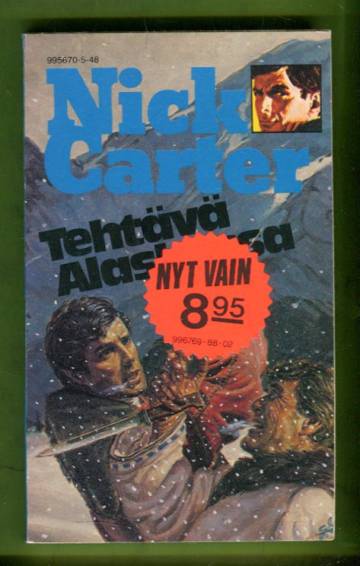 995670-5-48
Nick
Carter
Tehtävä
NYT VAIN
8 95
996769-88-02